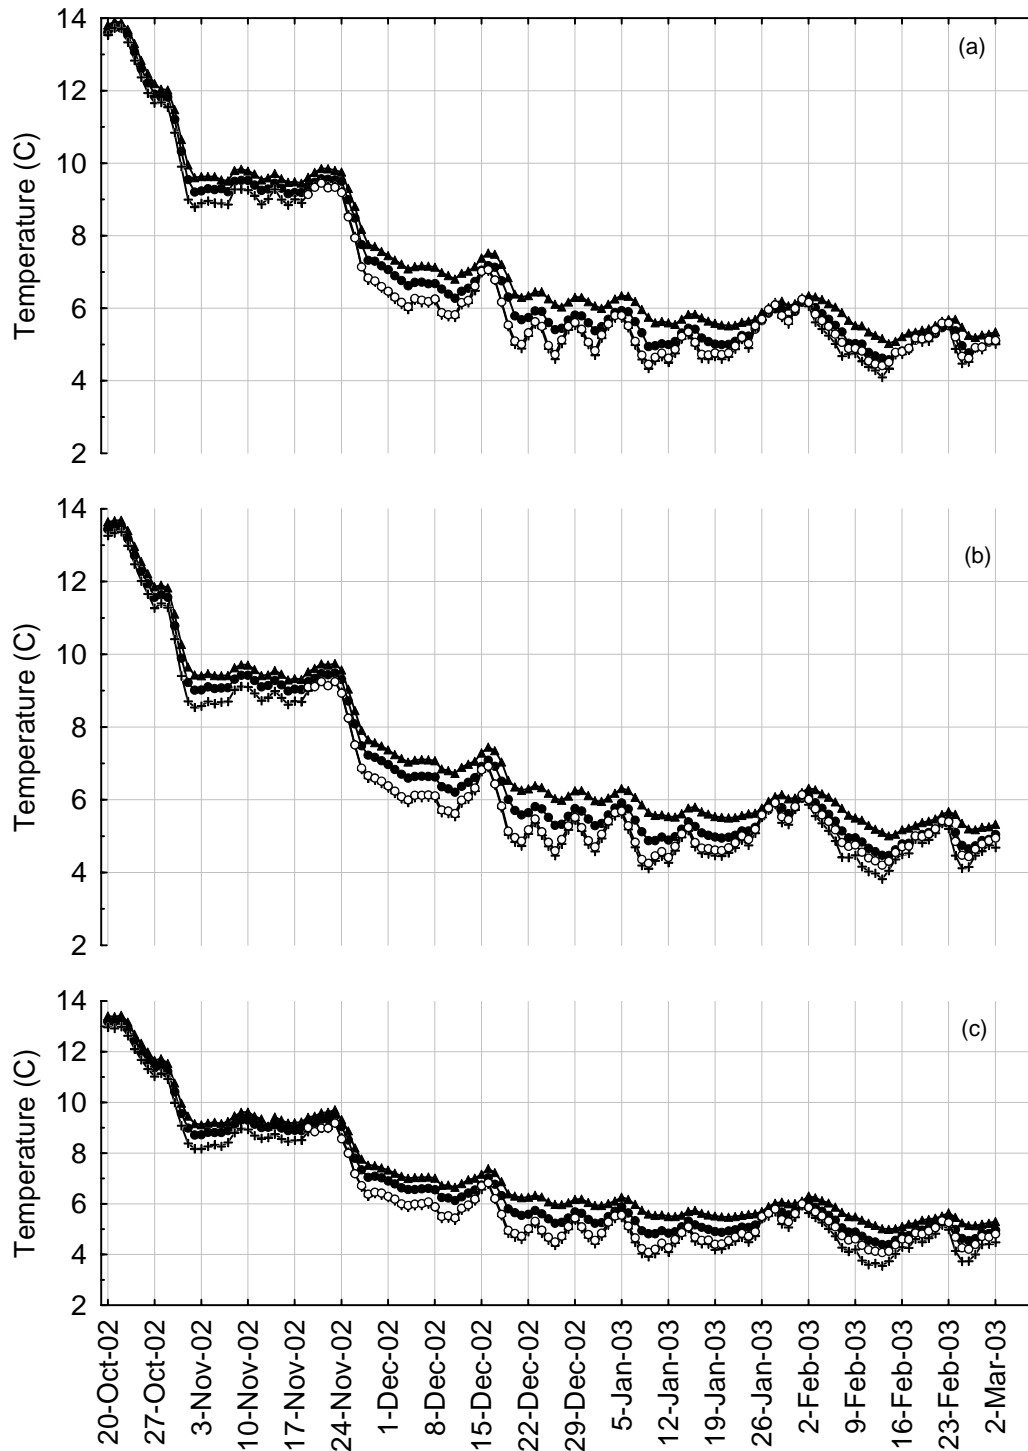 14
12
10
8
6
4
2
Temperature (C)
(a)
14
12
10
8
6
4
2
Temperature (C)
(b)
14
12
10
8
6
4
2
Temperature (C)
(c)
20-Oct-02
27-Oct-02
3-Nov-02
10-Nov-02
17-Nov-02
24-Nov-02
1-Dec-02
8-Dec-02
15-Dec-02
22-Dec-02
29-Dec-02
5-Jan-03
12-Jan-03
19-Jan-03
26-Jan-03
2-Feb-03
9-Feb-03
16-Feb-03
23-Feb-03
2-Mar-03